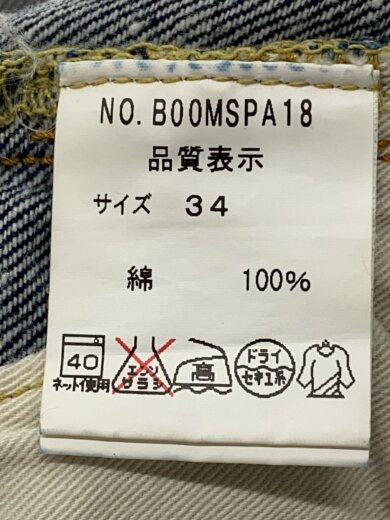 NO. BOOMSPA18
品質表示
サイズ 34
綿 100%
40
ネット使用
エンソ
サラシ
高
ドライ
セキユ系